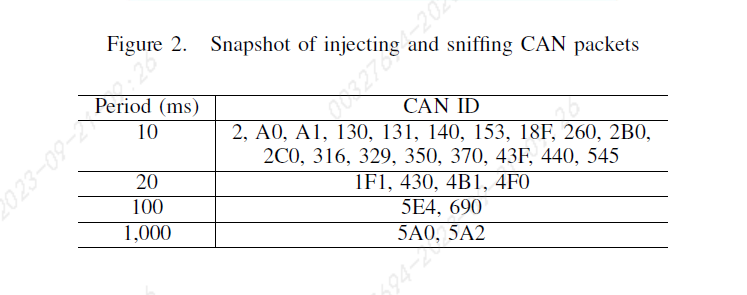 Figure 2. Snapshot of injecting and sniffing CAN packets
Period (ms) CAN ID
10 2, A0, A1, 130, 131, 140, 153, 18F, 260, 2B0,
2C0, 316, 329, 350, 370, 43F, 440, 545
20 1F1, 430, 4B1, 4F0
100 5E4, 690
1,000 5A0, 5A2